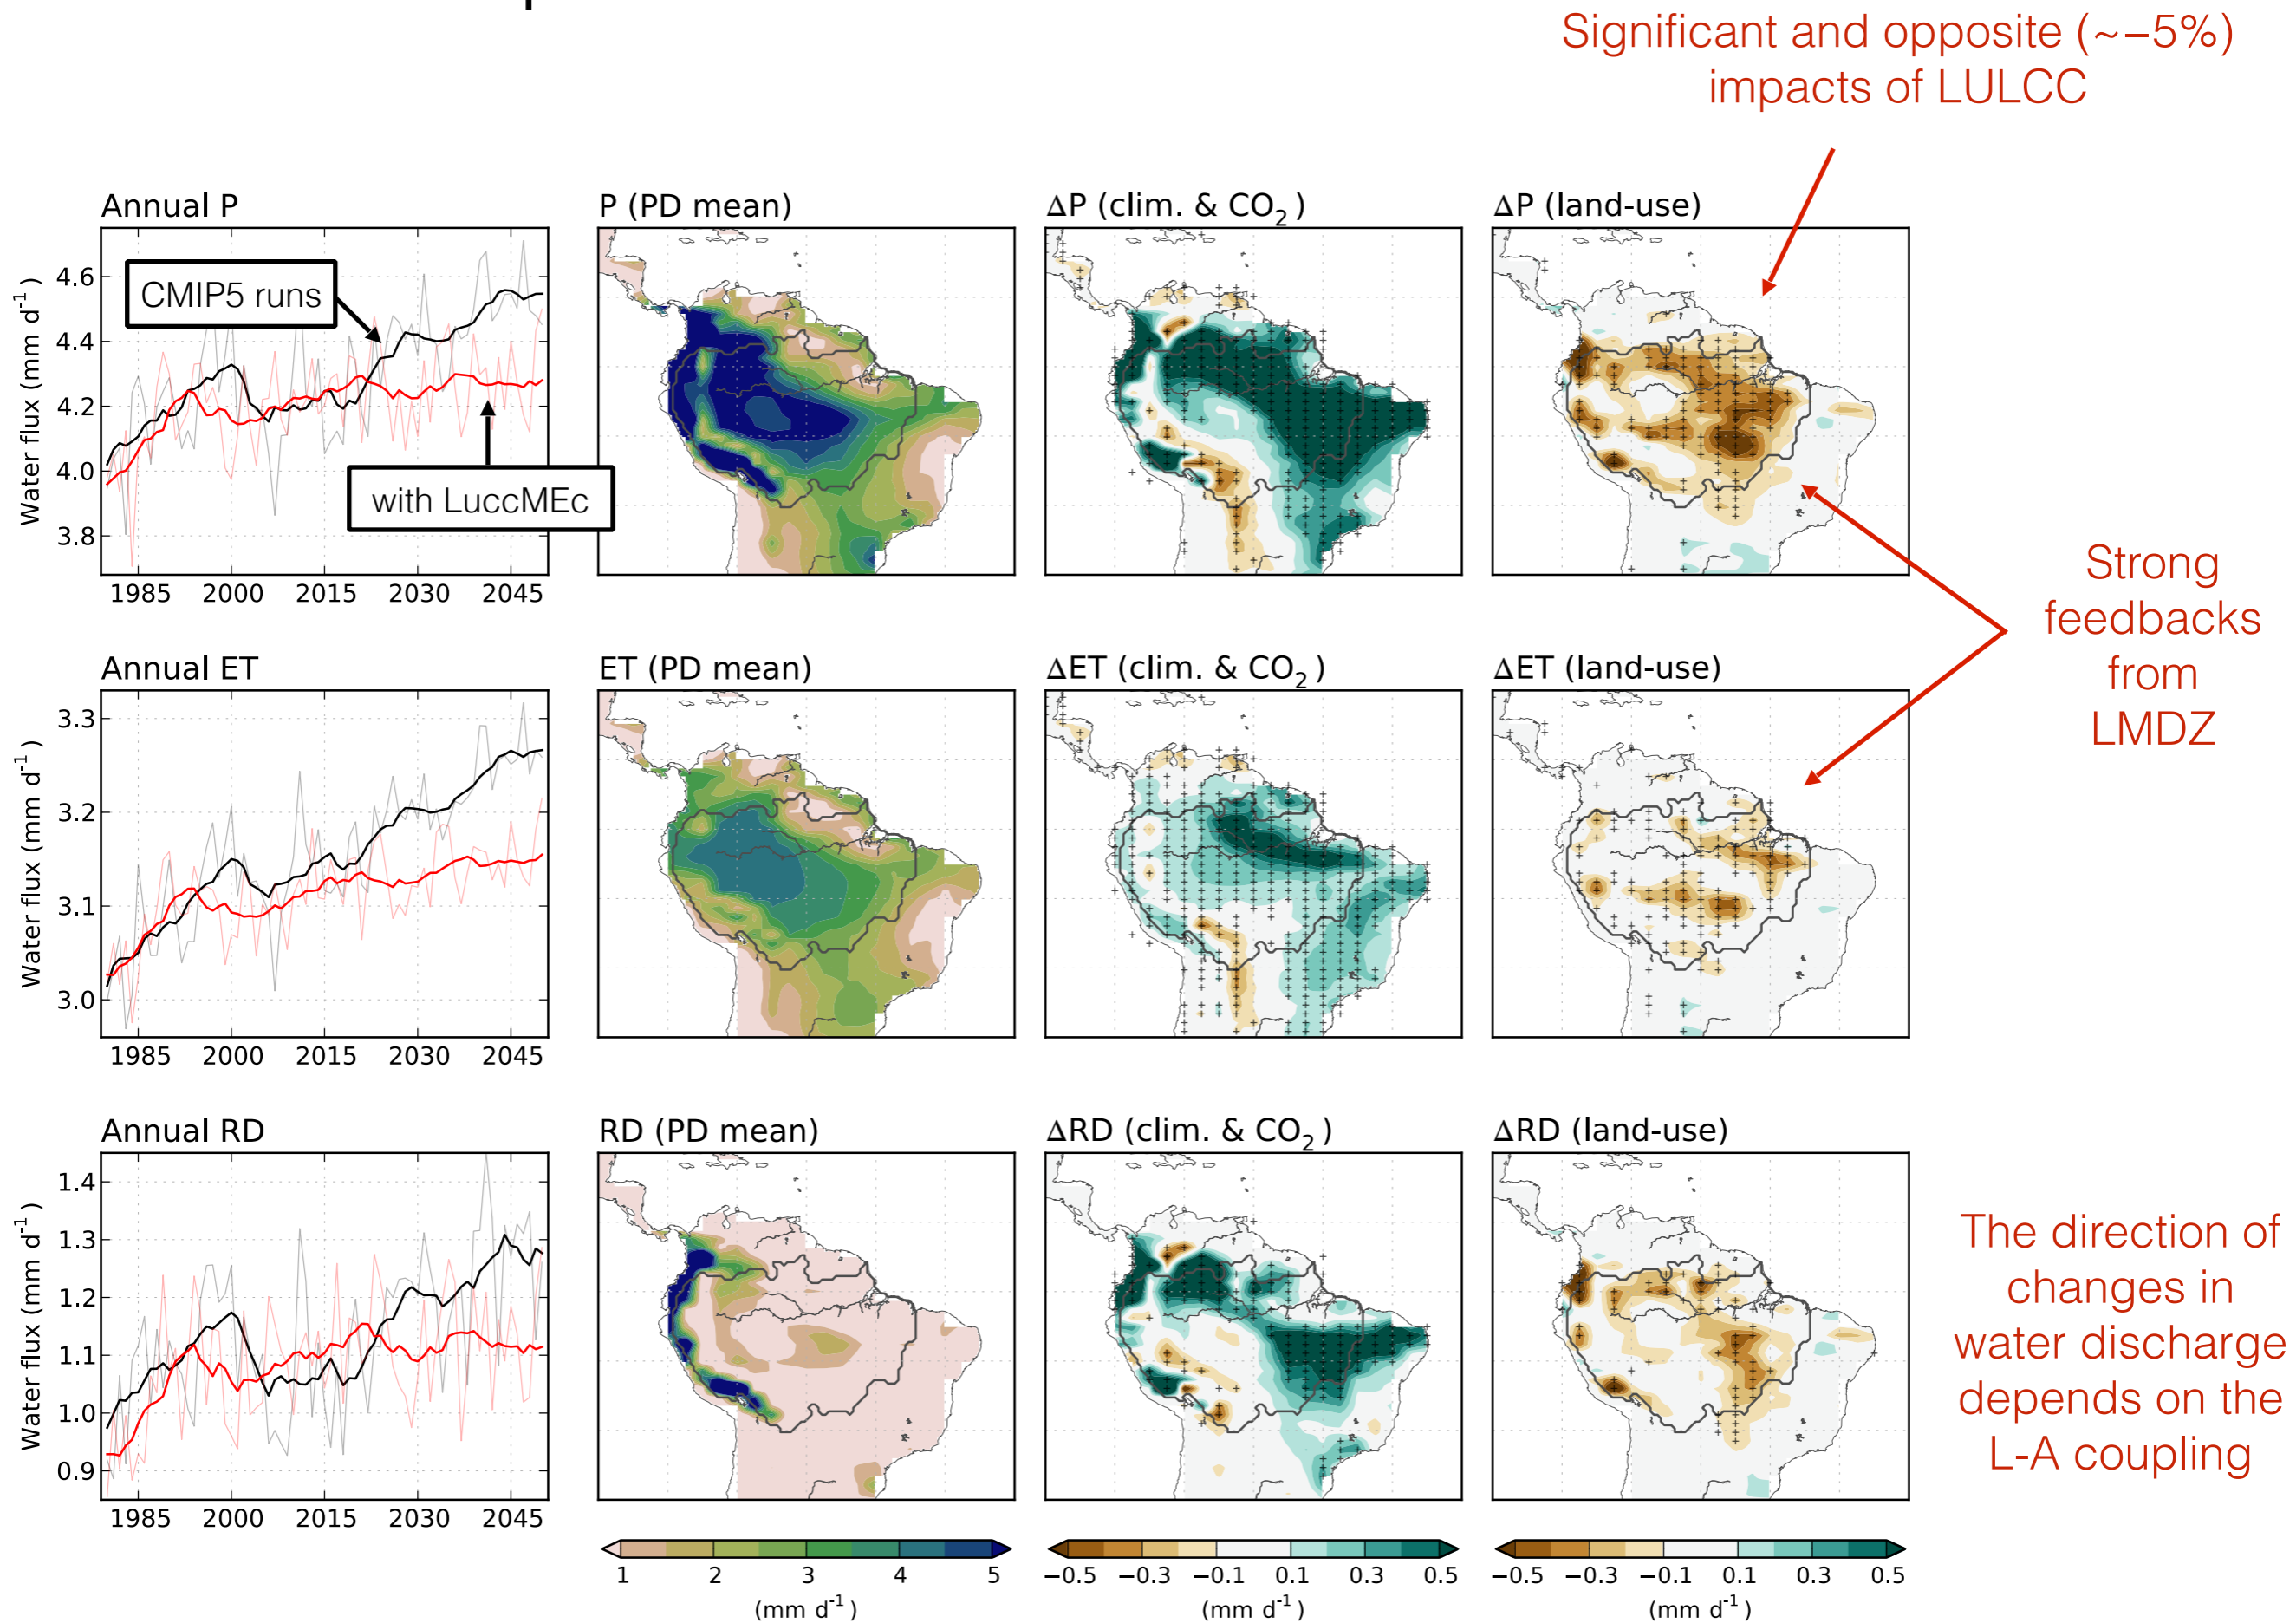 Significant and opposite (~−5%)
impacts of LULCC
Annual P
P (PD mean)
ΔP (clim. & CO2 )
ΔP (land-use)
Water flux (mm d-1 )
4.6
4.4
4.2
4.0
3.8
CMIP5 runs
with LuccMEc
1985 2000 2015 2030 2045
Strong
feedbacks
from
LMDZ
Annual ET
ET (PD mean)
ΔET (clim. & CO2 )
ΔET (land-use)
Water flux (mm d-1 )
3.3
3.2
3.1
3.0
1985 2000 2015 2030 2045
Annual RD
RD (PD mean)
ΔRD (clim. & CO2 )
ΔRD (land-use)
Water flux (mm d-1 )
1.4
1.3
1.2
1.1
1.0
0.9
1985 2000 2015 2030 2045
The direction of
changes in
water discharge
depends on the
L-A coupling
1 2 3 4 5
(mm d-1 )
−0.5 −0.3 −0.1 0.1 0.3 0.5
(mm d-1 )
−0.5 −0.3 −0.1 0.1 0.3 0.5
(mm d-1 )